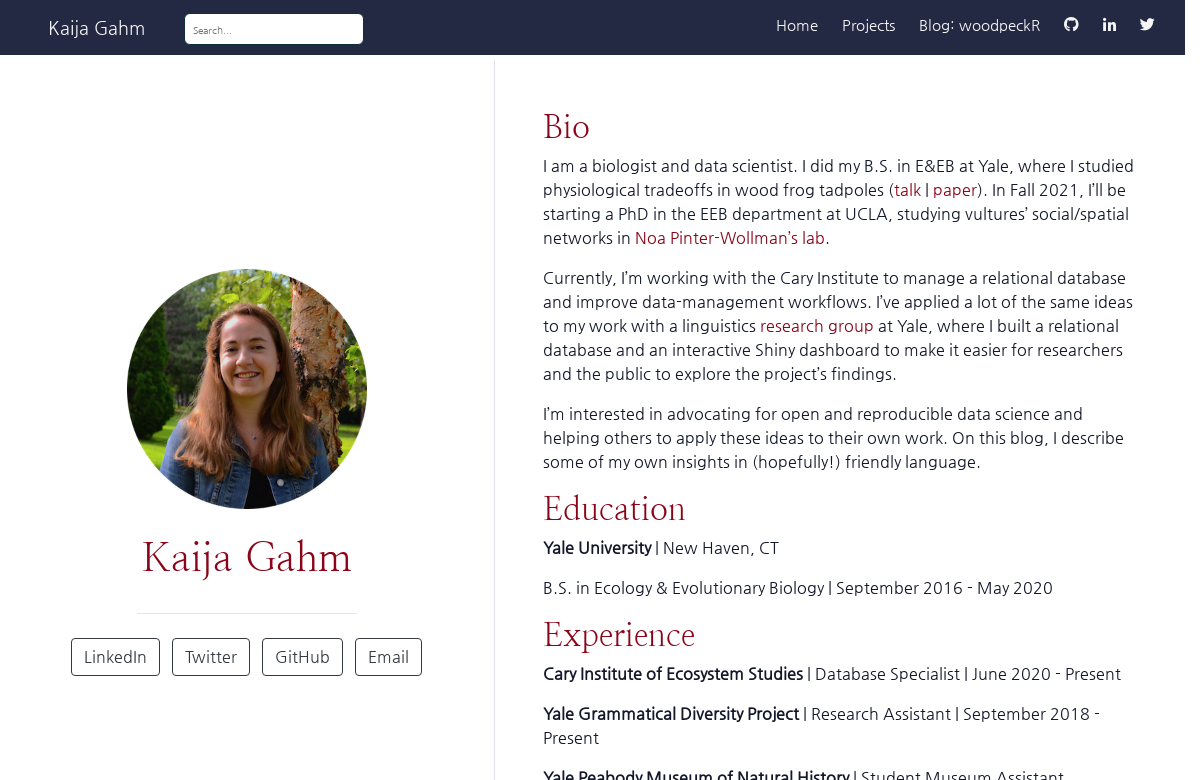 Kaija Gahm
Search...
Home
Projects
Blog: woodpeckR
Kaija Gahm
LinkedIn
Twitter
GitHub
Email
Bio
I am a biologist and data scientist. I did my B.S. in E&EB at Yale, where I studied
physiological tradeoffs in wood frog tadpoles (talk | paper). In Fall 2021, I’ll be
starting a PhD in the EEB department at UCLA, studying vultures’ social/spatial
networks in Noa Pinter-Wollman’s lab.
Currently, I’m working with the Cary Institute to manage a relational database
and improve data-management workflows. I’ve applied a lot of the same ideas
to my work with a linguistics research group at Yale, where I built a relational
database and an interactive Shiny dashboard to make it easier for researchers
and the public to explore the project’s findings.
I’m interested in advocating for open and reproducible data science and
helping others to apply these ideas to their own work. On this blog, I describe
some of my own insights in (hopefully!) friendly language.
Education
Yale University | New Haven, CT
B.S. in Ecology & Evolutionary Biology | September 2016 - May 2020
Experience
Cary Institute of Ecosystem Studies | Database Specialist | June 2020 - Present
Yale Grammatical Diversity Project | Research Assistant | September 2018 -
Present
Yale Peabody Museum of Natural History | Student Museum Assistant